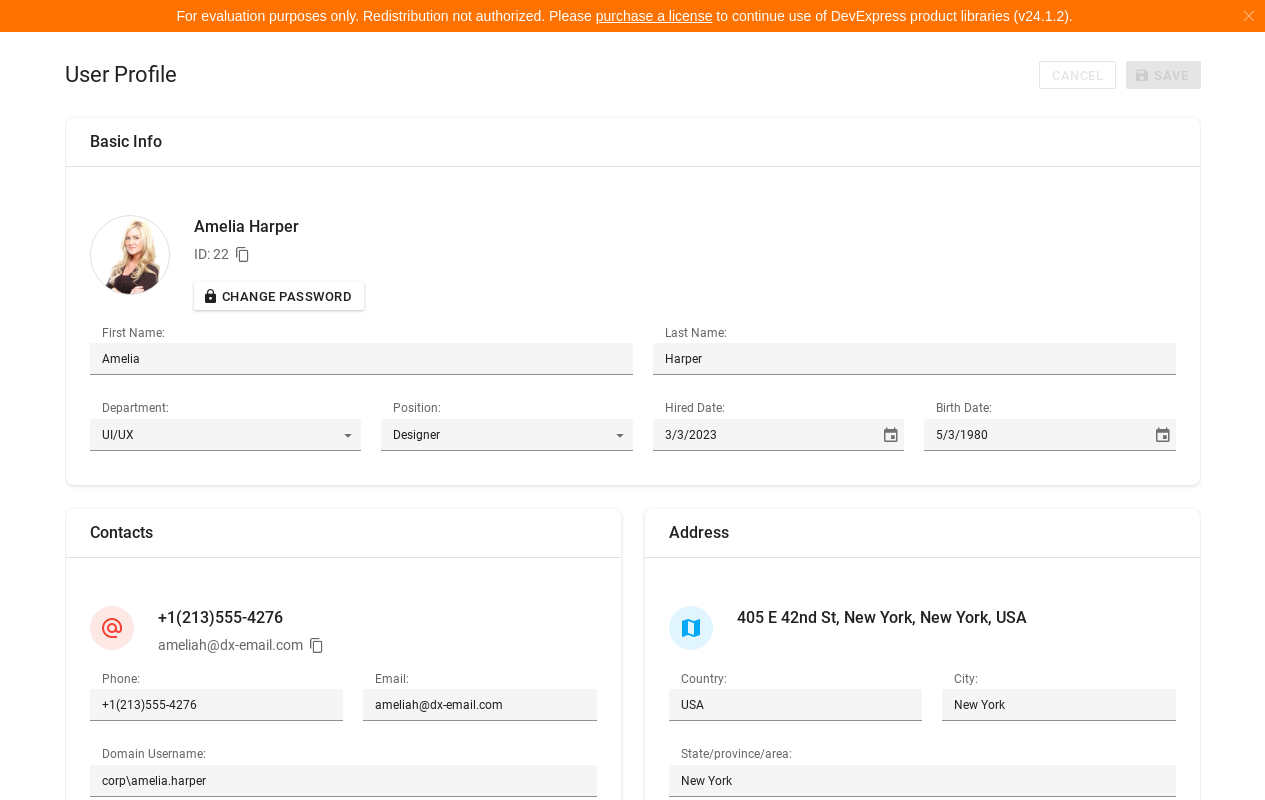 For evaluation purposes only. Redistribution not authorized. Please purchase a license to continue use of DevExpress product libraries (v24.1.2).
User Profile
CANCEL
SAVE
Basic Info
Amelia Harper
ID: 22
CHANGE PASSWORD
First Name:
Amelia
Last Name:
Harper
Department:
UI/UX
Position:
Designer
Hired Date:
3/3/2023
Birth Date:
5/3/1980
Contacts
+1(213)555-4276
ameliah@dx-email.com
Phone:
+1(213)555-4276
Email:
ameliah@dx-email.com
Domain Username:
corp\amelia.harper
Address
405 E 42nd St, New York, New York, USA
Country:
USA
City:
New York
State/province/area:
New York